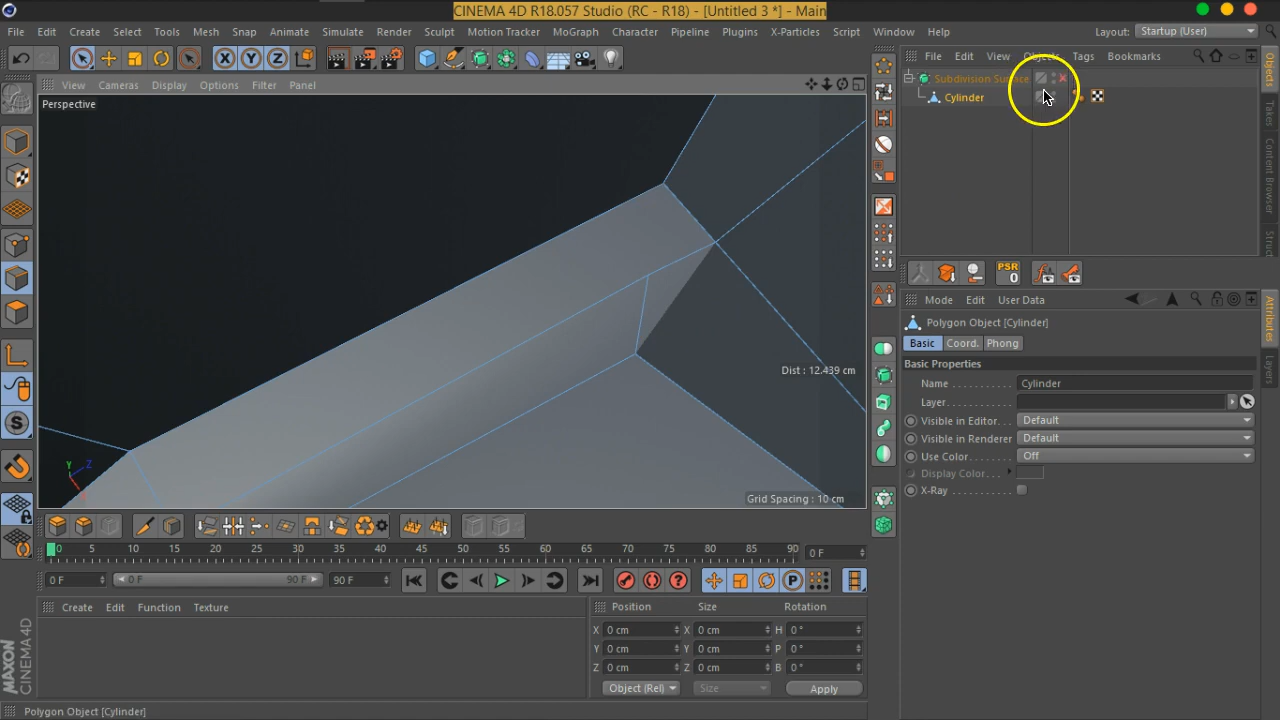 CINEMA 4D R18.057 Studio (RC - R18) - [Untitled 3 *] - Main
File Edit Create Select Tools Mesh Snap Animate Simulate Render Sculpt Motion Tracker MoGraph Character Pipeline Plugins X-Particles Script Window Help Layout: Startup (User)
X Y Z
File Edit View Objects Tags Bookmarks
View Cameras Display Options Filter Panel
Perspective
Subdivision Surface
Cylinder
Objects
Takes
Content Browser
PSR
0
Mode Edit User Data
Polygon Object [Cylinder]
Basic Coord. Phong
Basic Properties
Name Cylinder
Layer
Visible in Editor Default
Visible in Renderer Default
Use Color Off
Display Color
X-Ray
Attributes
Layers
Dist : 12.439 cm
Y Z
Grid Spacing : 10 cm
0 5 10 15 20 25 30 35 40 45 50 55 60 65 70 75 80 85 90 0 F
0 F 0 F 90 F 90 F
P
Create Edit Function Texture
Position Size Rotation
X 0 cm X 0 cm H 0 °
Y 0 cm Y 0 cm P 0 °
Z 0 cm Z 0 cm B 0 °
Object (Rel) Size Apply
MAXON
CINEMA 4D
Polygon Object [Cylinder]